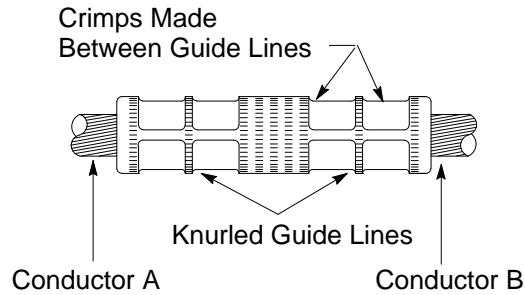 Crimps Made
Between Guide Lines
Knurled Guide Lines
Conductor A
Conductor B